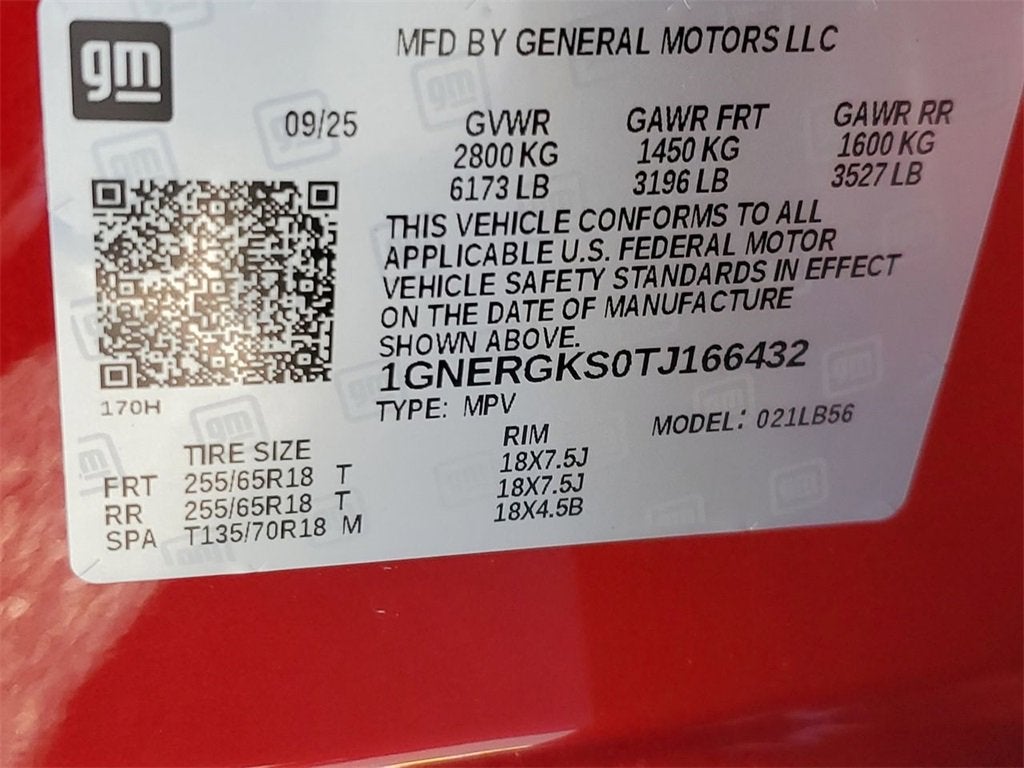 gm
MFD BY GENERAL MOTORS LLC
09/25 GVWR GAWR FRT GAWR RR
2800 KG 1450 KG 1600 KG
6173 LB 3196 LB 3527 LB
THIS VEHICLE CONFORMS TO ALL
APPLICABLE U.S. FEDERAL MOTOR
VEHICLE SAFETY STANDARDS IN EFFECT
ON THE DATE OF MANUFACTURE
SHOWN ABOVE.
1GNERGKS0TJ166432
170H
TYPE: MPV MODEL: 021LB56
TIRE SIZE RIM
FRT 255/65R18 T 18X7.5J
RR 255/65R18 T 18X7.5J
SPA T135/70R18 M 18X4.5B